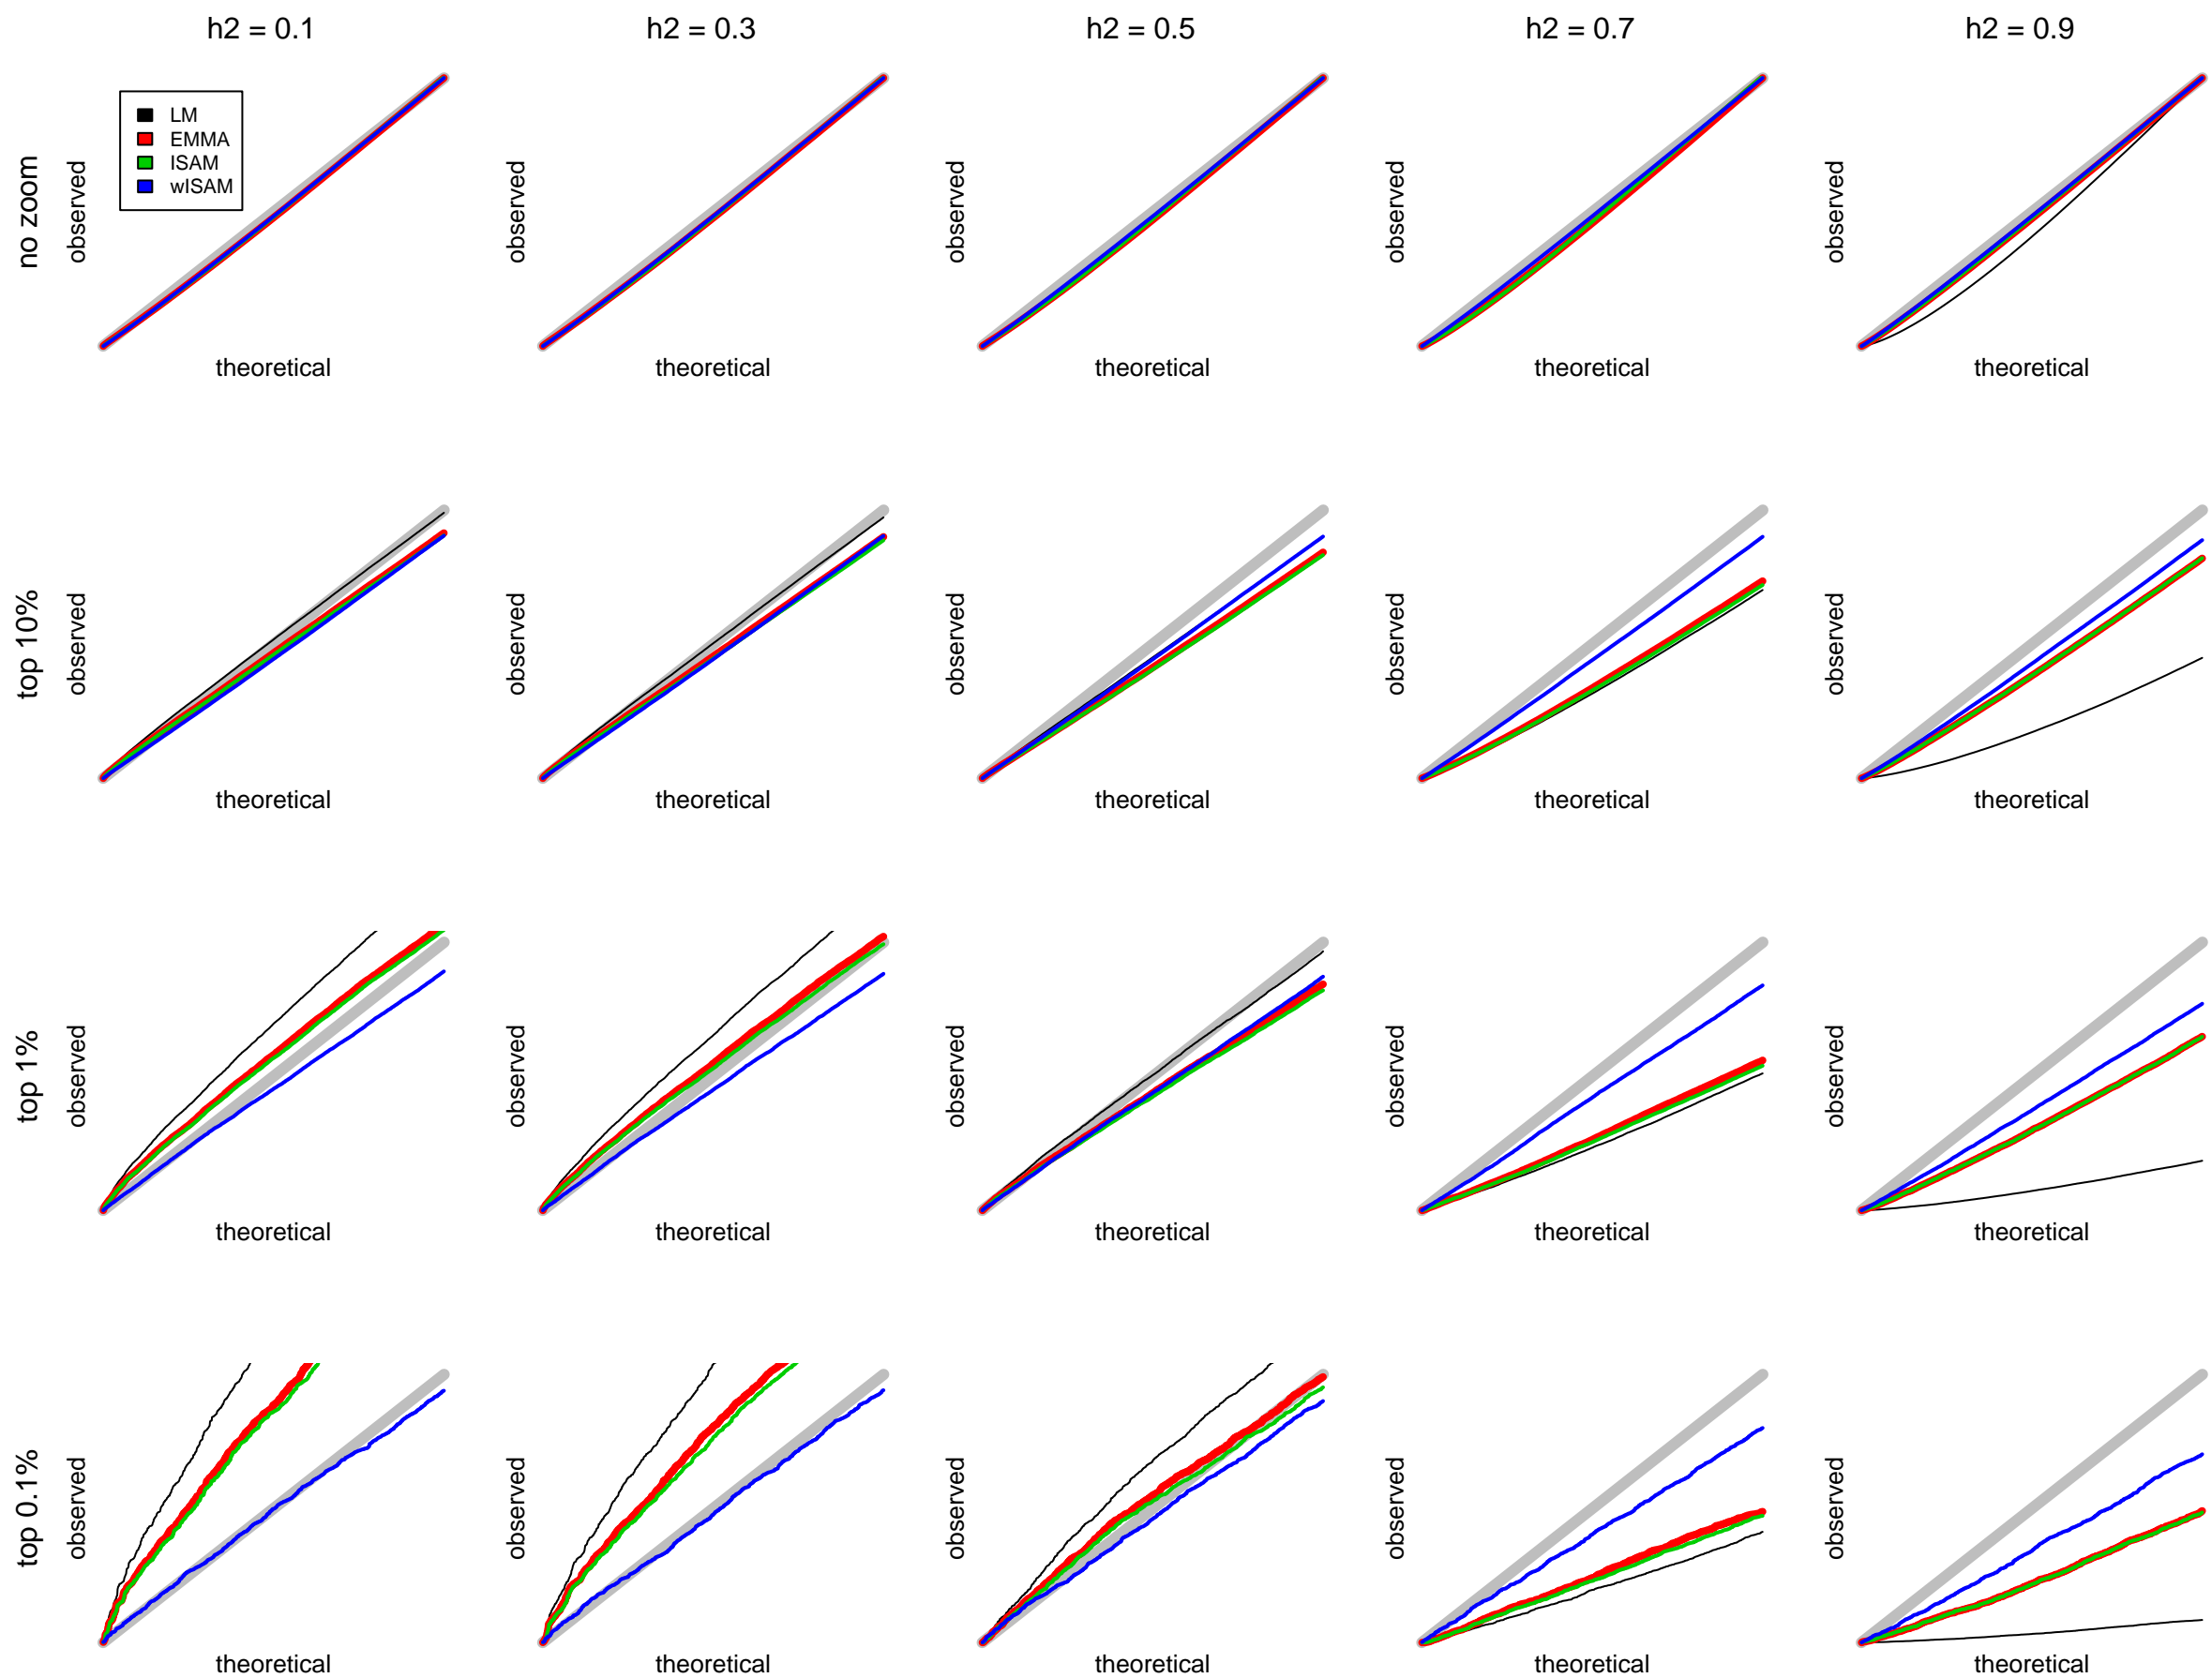 h2 = 0.1
h2 = 0.3
h2 = 0.5
h2 = 0.7
h2 = 0.9
no zoom
observed
LM
EMMA
ISAM
wISAM
observed
observed
observed
observed
theoretical
theoretical
theoretical
theoretical
theoretical
top 10%
observed
observed
observed
observed
observed
theoretical
theoretical
theoretical
theoretical
theoretical
top 1%
observed
observed
observed
observed
observed
theoretical
theoretical
theoretical
theoretical
theoretical
top 0.1%
observed
observed
observed
observed
observed
theoretical
theoretical
theoretical
theoretical
theoretical